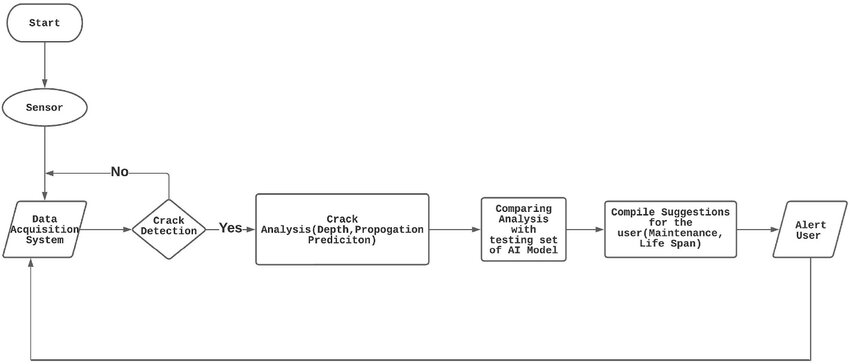 Start
Sensor
No
Data
Acquisition
System
Crack
Detection
Yes
Crack
Analysis(Depth,Propogation
Prediciton)
Comparing
Analysis
with
testing set
of AI Model
Compile Suggestions
for the
user(Maintenance,
Life Span)
Alert
User